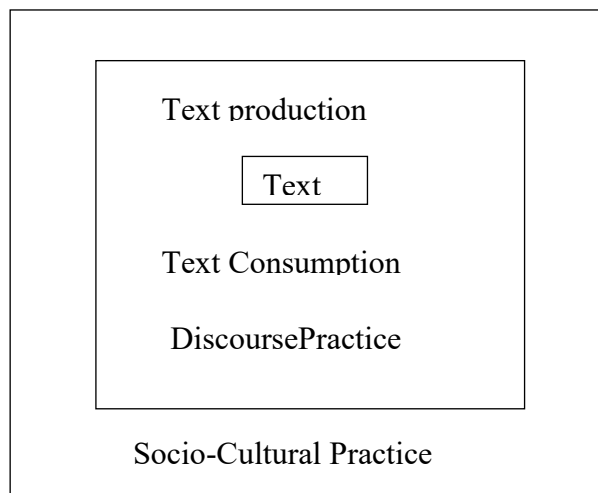 Text production
Text
Text Consumption
DiscoursePractice
Socio-Cultural Practice